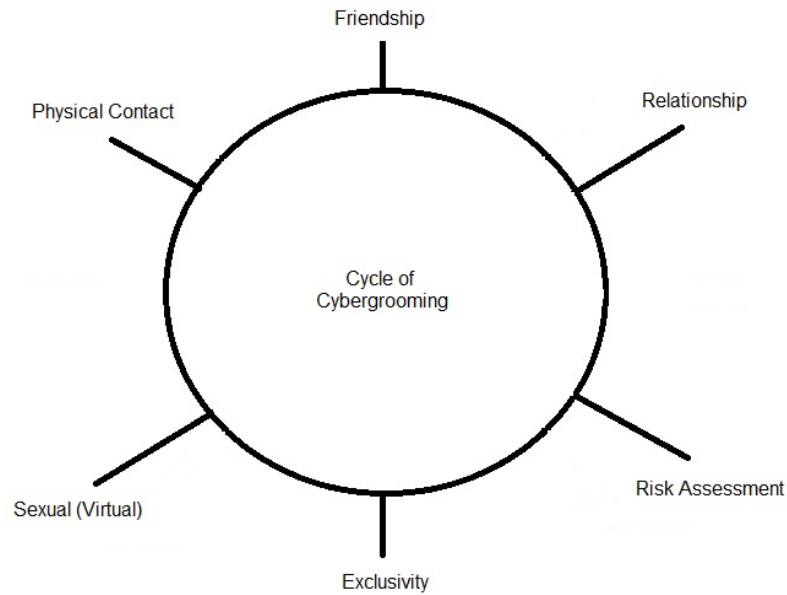 Friendship
Relationship
Physical Contact
Cycle of
Cybergrooming
Risk Assessment
Sexual (Virtual)
Exclusivity